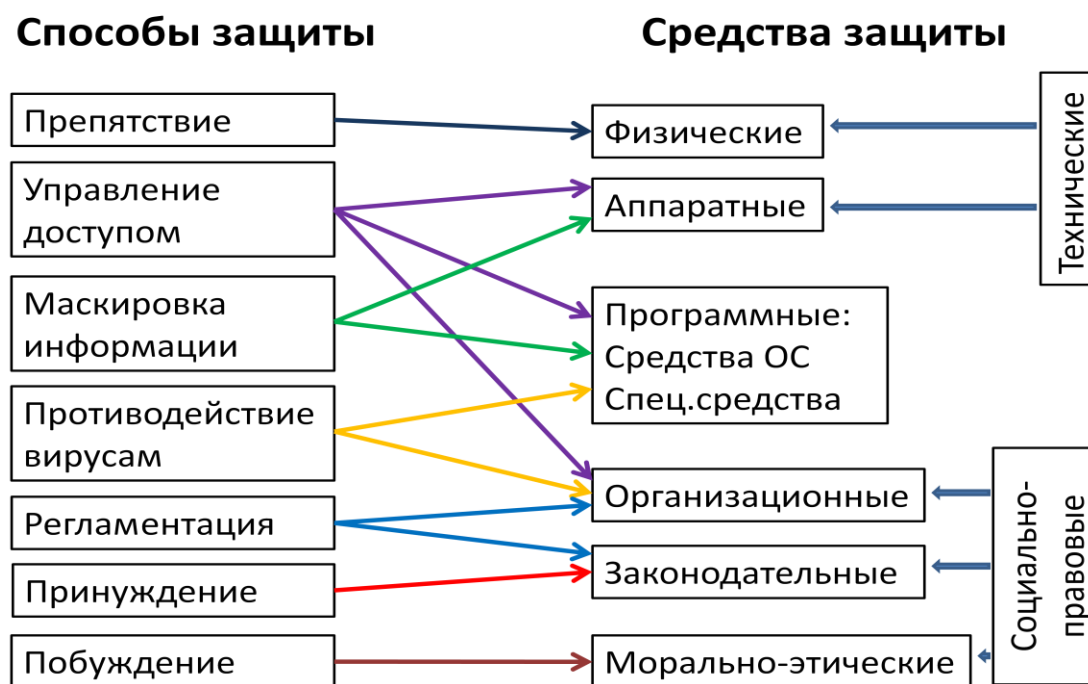 Способы защиты
Средства защиты
Препятствие
Управление
доступом
Маскировка
информации
Противодействие
вирусам
Регламентация
Принуждение
Побуждение
Физические
Аппаратные
Программные:
Средства ОС
Спец.средства
Организационные
Законодательные
Морально-этические
Технические
Социально-
правовые